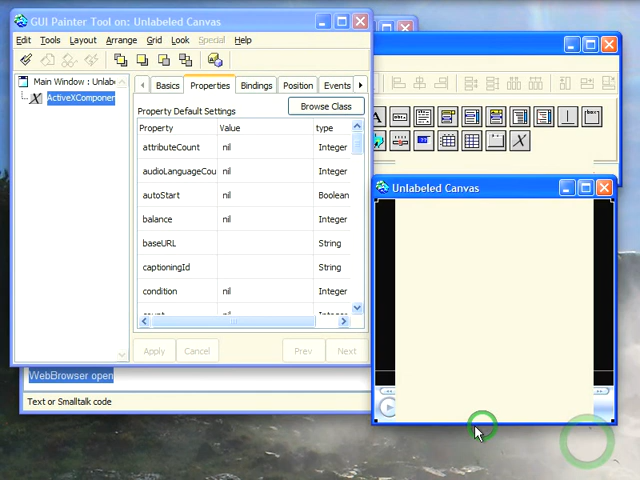 GUI Painter Tool on: Unlabeled Canvas
Edit Tools Layout Arrange Grid Look Special Help
Main Window : Unlab
ActiveXComponen
Basics Properties Bindings Position Events
Property Default Settings
Browse Class
Property Value type
attributeCount nil Integer
audioLanguageCou nil Integer
autoStart nil Boolean
balance nil Integer
baseURL String
captioningId String
condition nil Integer
Apply Cancel Prev Next
WebBrowser open
Text or Smalltalk code
Unlabeled Canvas